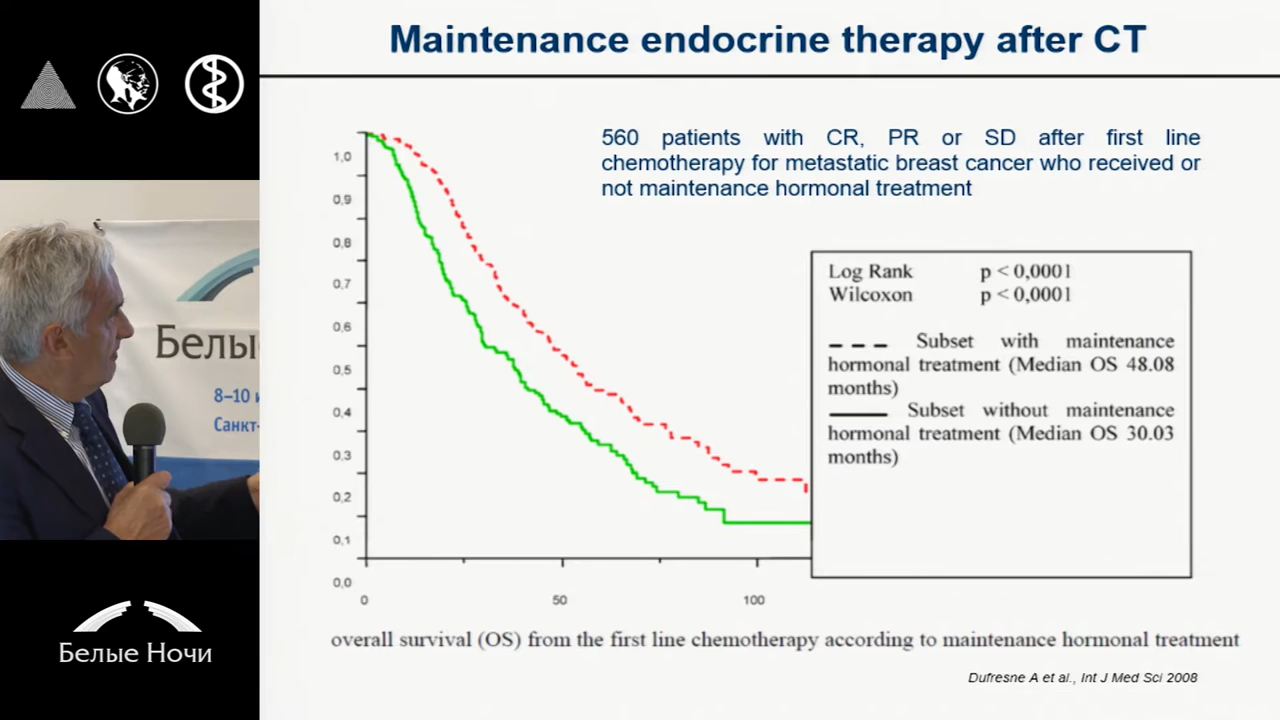 Maintenance endocrine therapy after CT
560 patients with CR, PR or SD after first line
chemotherapy for metastatic breast cancer who received or
not maintenance hormonal treatment
1,0
0,9
0,8
0,7
0,6
0,5
0,4
0,3
0,2
0,1
0,0
0
50
100
Log Rank p < 0,0001
Wilcoxon p < 0,0001
Subset with maintenance
hormonal treatment (Median OS 48.08
months)
Subset without maintenance
hormonal treatment (Median OS 30.03
months)
overall survival (OS) from the first line chemotherapy according to maintenance hormonal treatment
Dufresne A et al., Int J Med Sci 2008
Белы
8–10 и
Санкт-
Белые Ночи